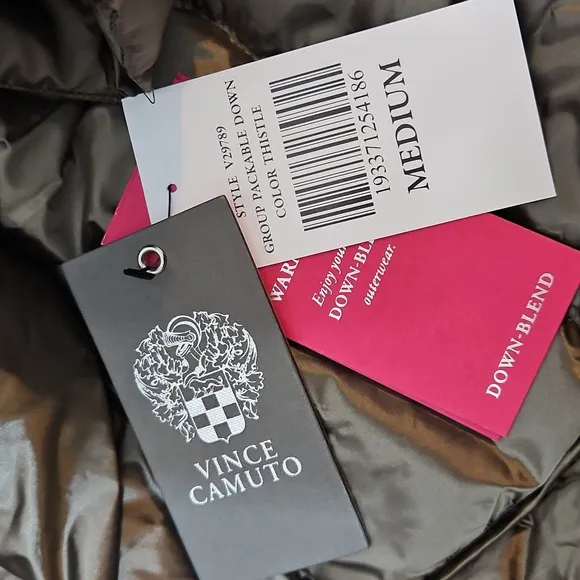 STYLE V29789
GROUP PACKABLE DOWN
COLOR THISTLE
193371254186
MEDIUM
Enjoy your
DOWN-BL
outerwear.
DOWN-BLEND
VINCE
CAMUTO